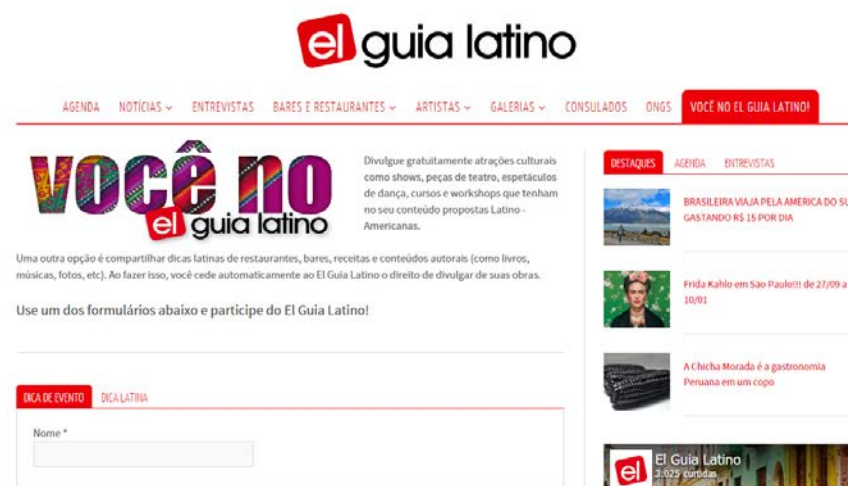 el guia latino
AGENDA NOTÍCIAS ENTREVISTAS BARES E RESTAURANTES ARTISTAS GALERIAS CONSULADOS ONGS VOCÊ NO EL GUIA LATINO!
você no
el guia latino
Divulgue gratuitamente atrações culturais
como shows, peças de teatro, espetáculos
de dança, cursos e workshops que tenham
no seu conteúdo propostas Latino -
Americanas.
Uma outra opção é compartilhar dicas latinas de restaurantes, bares, receitas e conteúdos autorais (como livros,
músicas, fotos, etc). Ao fazer isso, você cede automaticamente ao El Guia Latino o direito de divulgar de suas obras.
Use um dos formulários abaixo e participe do El Guia Latino!
DICA DE EVENTO DICA LATINA
Nome *
DESTAQUES AGENDA ENTREVISTAS
BRASILEIRA VIAJA PELA AMÉRICA DO SU
GASTANDO R$ 15 POR DIA
Frida Kahlo em Sao Paulo!!! de 27/09 a
10/01
A Chicha Morada é a gastronomia
Peruana em um copo
el
El Guia Latino
3.025 curtidas